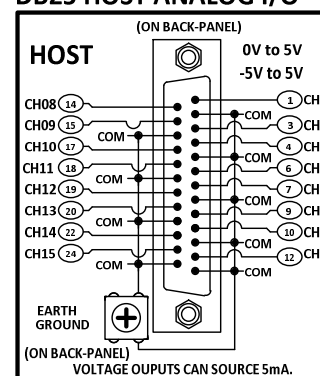 DB25 HOST ANALOG I/O
(ON BACK-PANEL)
HOST
0V to 5V
-5V to 5V
CH08 14
1 CH
COM
CH09 15
3 CH
COM
CH10 17
4 CH
COM
CH11 18
6 CH
COM
CH12 19
7 CH
COM
CH13 20
9 CH
COM
CH14 22
10 CH
COM
CH15 24
12 CH
COM
COM
EARTH
GROUND
(ON BACK-PANEL)
VOLTAGE OUPUTS CAN SOURCE 5mA.